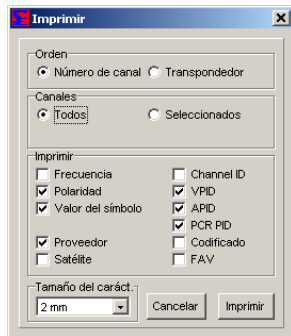 Imprimir
Orden
Número de canal Transpondedor
Canales
Todos Seleccionados
Imprimir
Frecuencia Channel ID
Polaridad VPID
Valor del símbolo APID
PCR PID
Proveedor Codificado
Satélite FAV
Tamaño del caráct.
2 mm Cancelar Imprimir